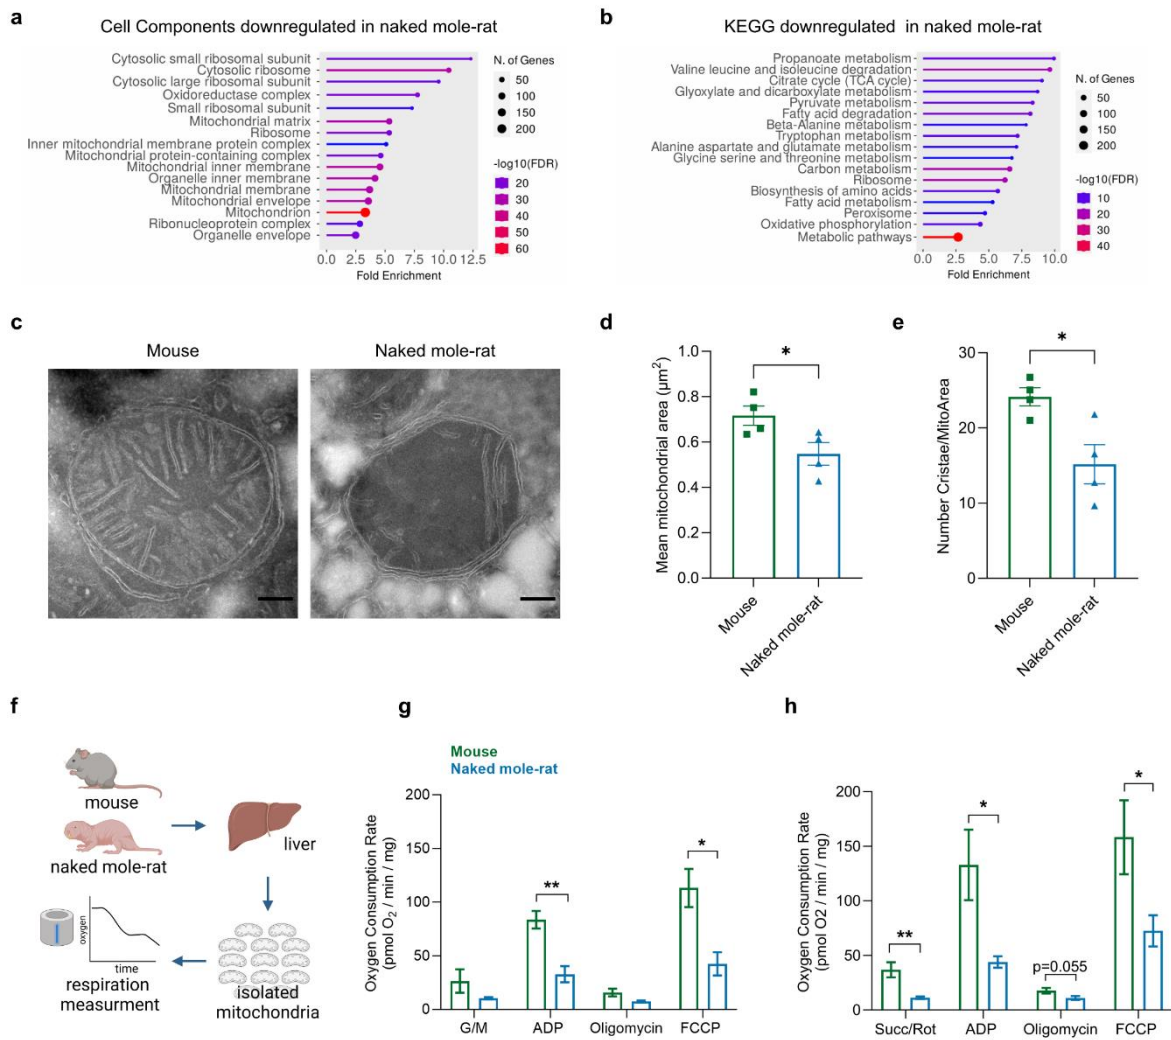 a
Cell Components downregulated in naked mole-rat
Cytosolic small ribosomal subunit
Cytosolic ribosome
Cytosolic large ribosomal subunit
Oxidoreductase complex
Small ribosomal subunit
Mitochondrial matrix
Ribosome
Inner mitochondrial membrane protein complex
Mitochondrial protein-containing complex
Mitochondrial inner membrane
Organelle inner membrane
Mitochondrial membrane
Mitochondrial envelope
Mitochondrion
Ribonucleoprotein complex
Organelle envelope
0.0 2.5 5.0 7.5 10.0 12.5
Fold Enrichment
N. of Genes
50
100
150
200
-log10(FDR)
20
30
40
50
60
b
KEGG downregulated in naked mole-rat
Propanoate metabolism
Valine leucine and isoleucine degradation
Citrate cycle (TCA cycle)
Glyoxylate and dicarboxylate metabolism
Pyruvate metabolism
Fatty acid degradation
Beta-Alanine metabolism
Tryptophan metabolism
Alanine aspartate and glutamate metabolism
Glycine serine and threonine metabolism
Carbon metabolism
Ribosome
Biosynthesis of amino acids
Fatty acid metabolism
Peroxisome
Oxidative phosphorylation
Metabolic pathways
0.0 2.5 5.0 7.5 10.0
Fold Enrichment
N. of Genes
50
100
150
200
-log10(FDR)
10
20
30
40
c
Mouse
Naked mole-rat
d
Mean mitochondrial area (µm²)
1.0
0.8
0.6
0.4
0.2
0.0
*
Mouse
Naked mole-rat
e
Number Cristae/MitoArea
30
20
10
0
*
Mouse
Naked mole-rat
f
mouse
naked mole-rat
liver
oxygen
time
respiration
measurment
isolated
mitochondria
g
Mouse
Naked mole-rat
Oxygen Consumption Rate
(pmol O₂ / min / mg)
200
150
100
50
0
**
*
G/M ADP Oligomycin FCCP
h
Oxygen Consumption Rate
(pmol O2 / min / mg)
200
150
100
50
0
**
*
p=0.055
*
Succ/Rot ADP Oligomycin FCCP